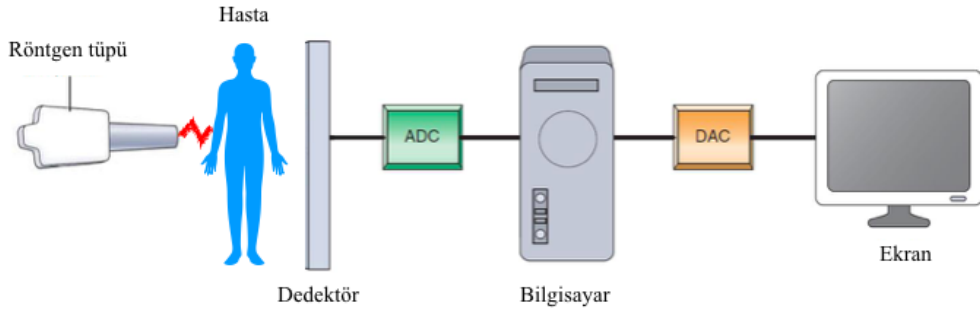 Hasta
Röntgen tüpü
ADC
DAC
Dedektör
Bilgisayar
Ekran